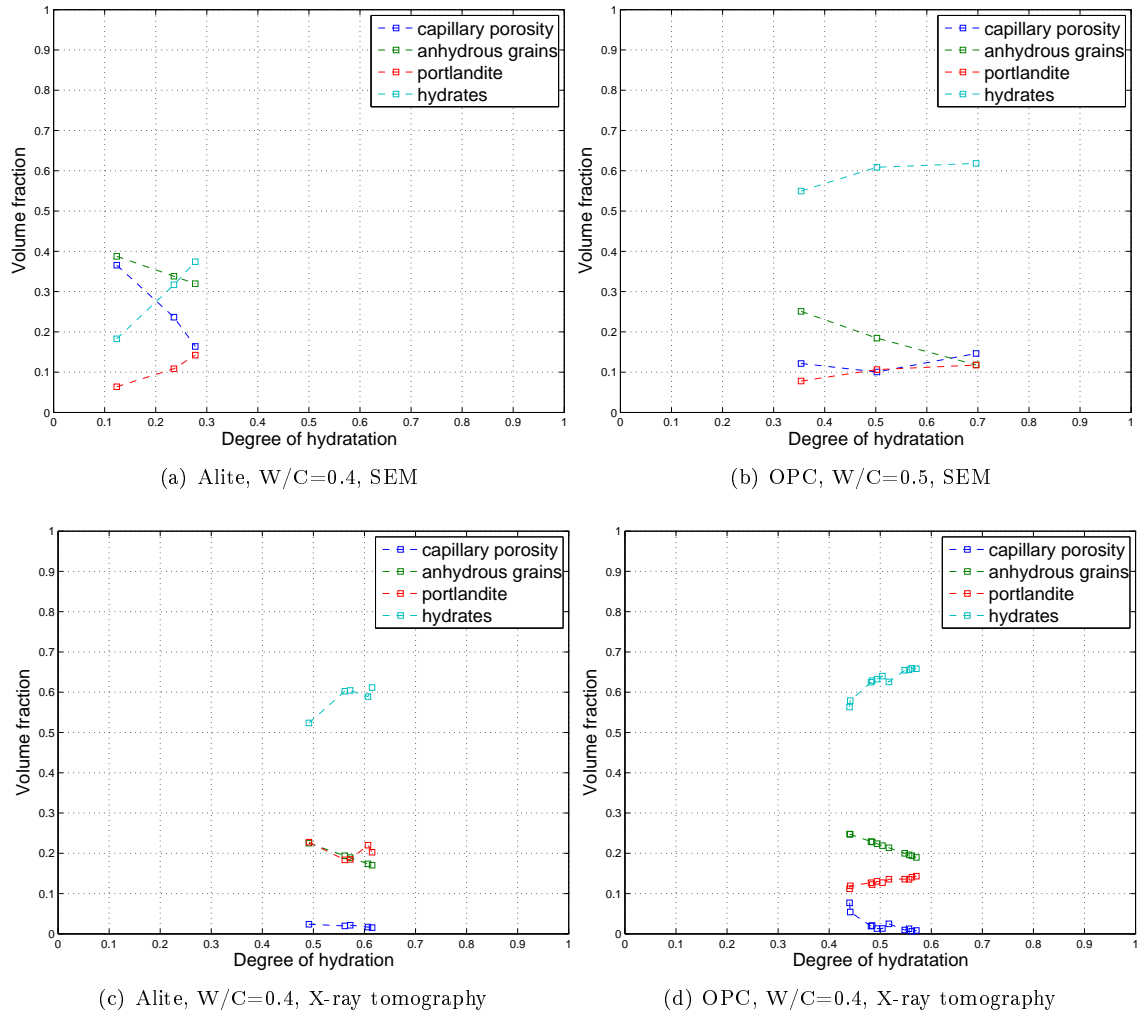 1
0.9
0.8
0.7
0.6
0.5
0.4
0.3
0.2
0.1
0
Volume fraction
capillary porosity
anhydrous grains
portlandite
hydrates
0 0.1 0.2 0.3 0.4 0.5 0.6 0.7 0.8 0.9 1
Degree of hydratation
(a) Alite, W/C=0.4, SEM
1
0.9
0.8
0.7
0.6
0.5
0.4
0.3
0.2
0.1
0
Volume fraction
capillary porosity
anhydrous grains
portlandite
hydrates
0 0.1 0.2 0.3 0.4 0.5 0.6 0.7 0.8 0.9 1
Degree of hydratation
(b) OPC, W/C=0.5, SEM
1
0.9
0.8
0.7
0.6
0.5
0.4
0.3
0.2
0.1
0
Volume fraction
capillary porosity
anhydrous grains
portlandite
hydrates
0 0.1 0.2 0.3 0.4 0.5 0.6 0.7 0.8 0.9 1
Degree of hydration
(c) Alite, W/C=0.4, X-ray tomography
1
0.9
0.8
0.7
0.6
0.5
0.4
0.3
0.2
0.1
0
Volume fraction
capillary porosity
anhydrous grains
portlandite
hydrates
0 0.1 0.2 0.3 0.4 0.5 0.6 0.7 0.8 0.9 1
Degree of hydration
(d) OPC, W/C=0.4, X-ray tomography